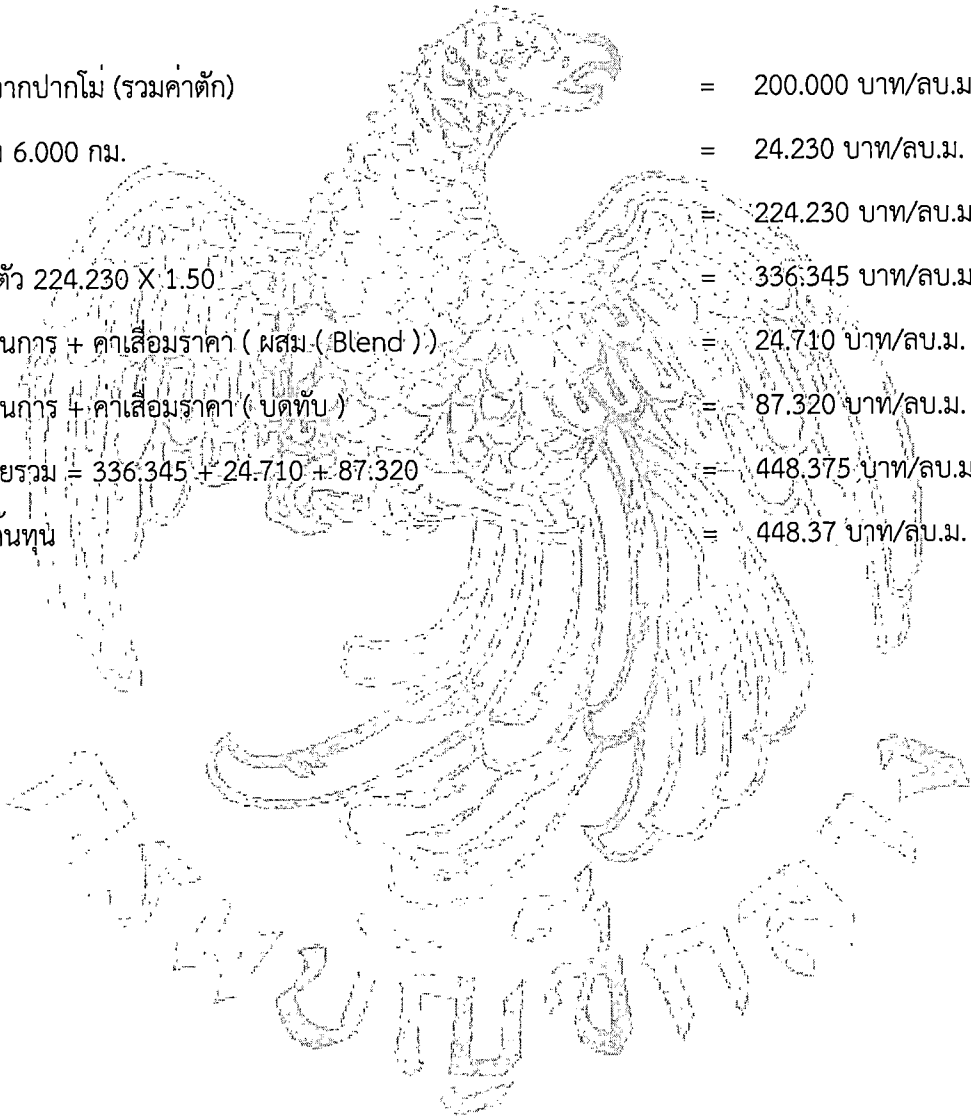 ากปากโม่ (รวมค่าตัก) = 200.000 บาท/ลบ.ม
6.000 กม. = 24.230 บาท/ลบ.ม.
= 224.230 บาท/ลบ.ม
ตัว 224.230 X 1.50 = 336.345 บาท/ลบ.ม
นการ + ค่าเสื่อมราคา ( ผสม ( Blend ) ) = 24.710 บาท/ลบ.ม.
นการ + ค่าเสื่อมราคา ( บดทับ ) = 87.320 บาท/ลบ.ม.
ยรวม = 336.345 + 24.710 + 87.320 = 448.375 บาท/ลบ.ม
้นทุน = 448.37 บาท/ลบ.ม.